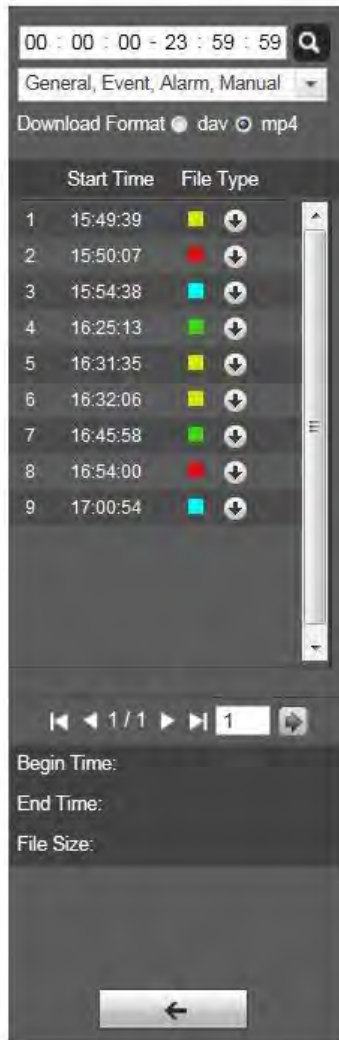 00 : 00 : 00 - 23 : 59 : 59
General, Event, Alarm, Manual
Download Format dav mp4
Start Time File Type
1 15:49:39
2 15:50:07
3 15:54:38
4 16:25:13
5 16:31:35
6 16:32:06
7 16:45:58
8 16:54:00
9 17:00:54
1 / 1 1
Begin Time:
End Time:
File Size: